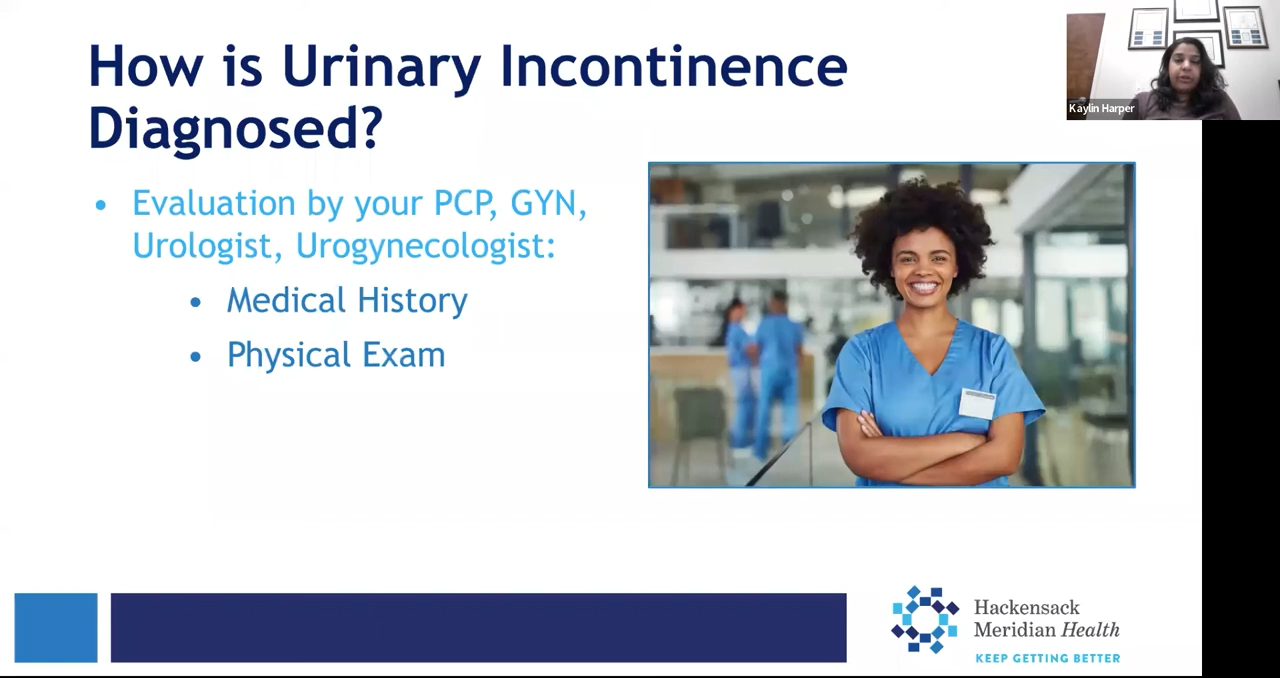 How is Urinary Incontinence
Diagnosed?
Kaylin Harper
• Evaluation by your PCP, GYN,
Urologist, Urogynecologist:
• Medical History
• Physical Exam
Hackensack
Meridian Health
KEEP GETTING BETTER